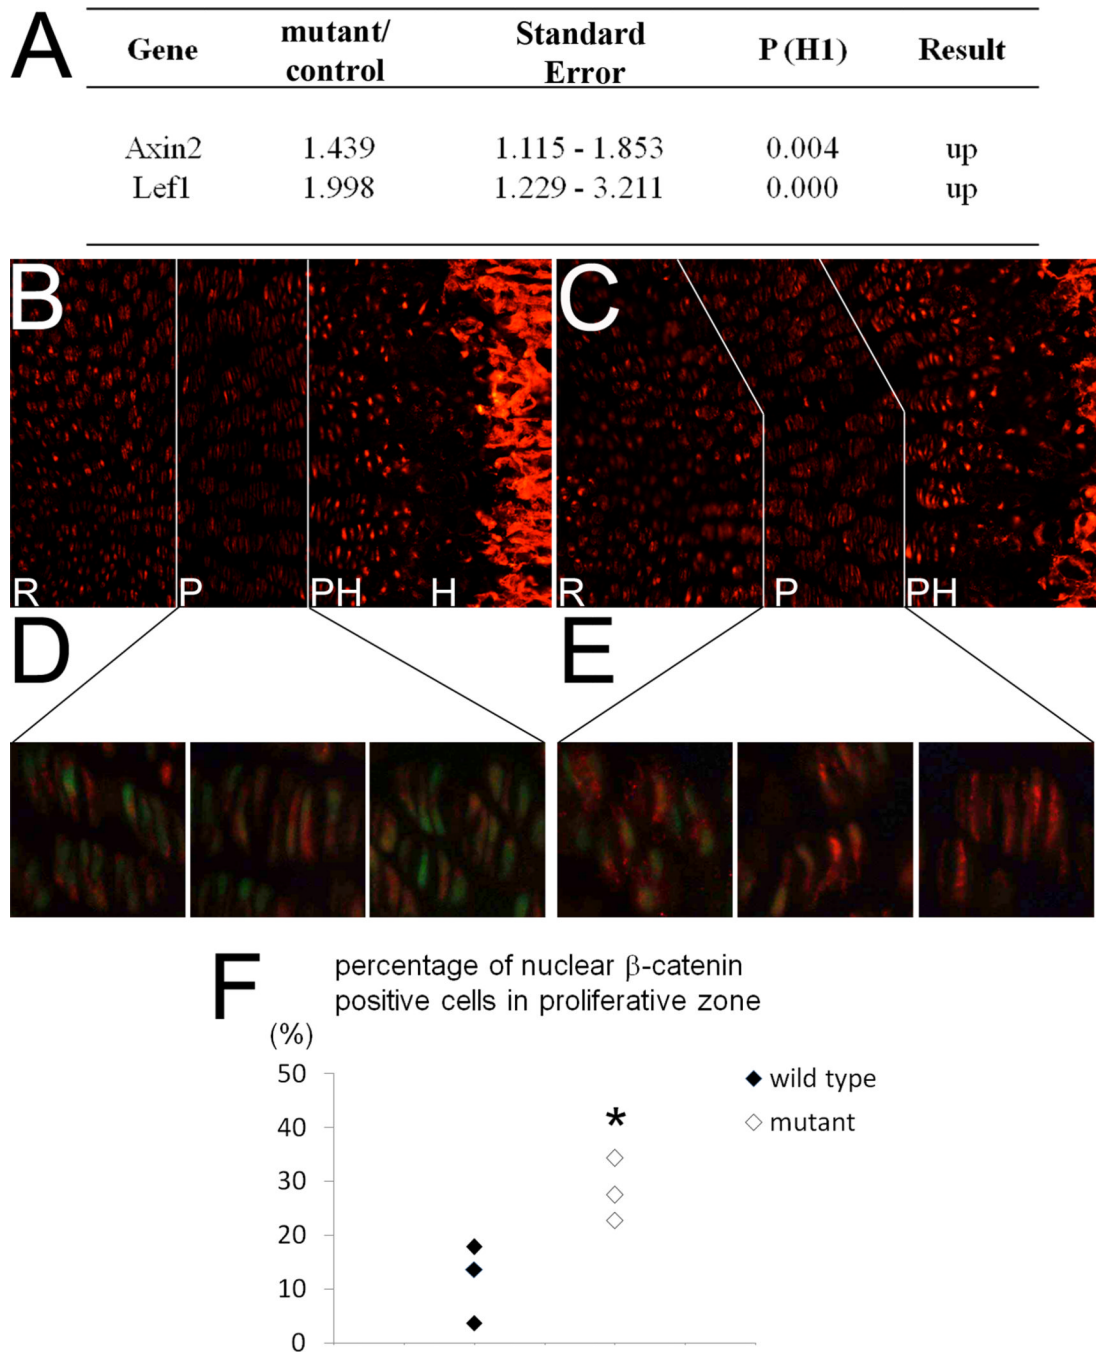 A
Gene mutant/control Standard Error P (H1) Result
Axin2 1.439 1.115 - 1.853 0.004 up
Lef1 1.998 1.229 - 3.211 0.000 up
B
C
R P PH H
R P PH
D
E
F
percentage of nuclear β-catenin
positive cells in proliferative zone
(%)
50
40
30
20
10
0
*
wild type
mutant